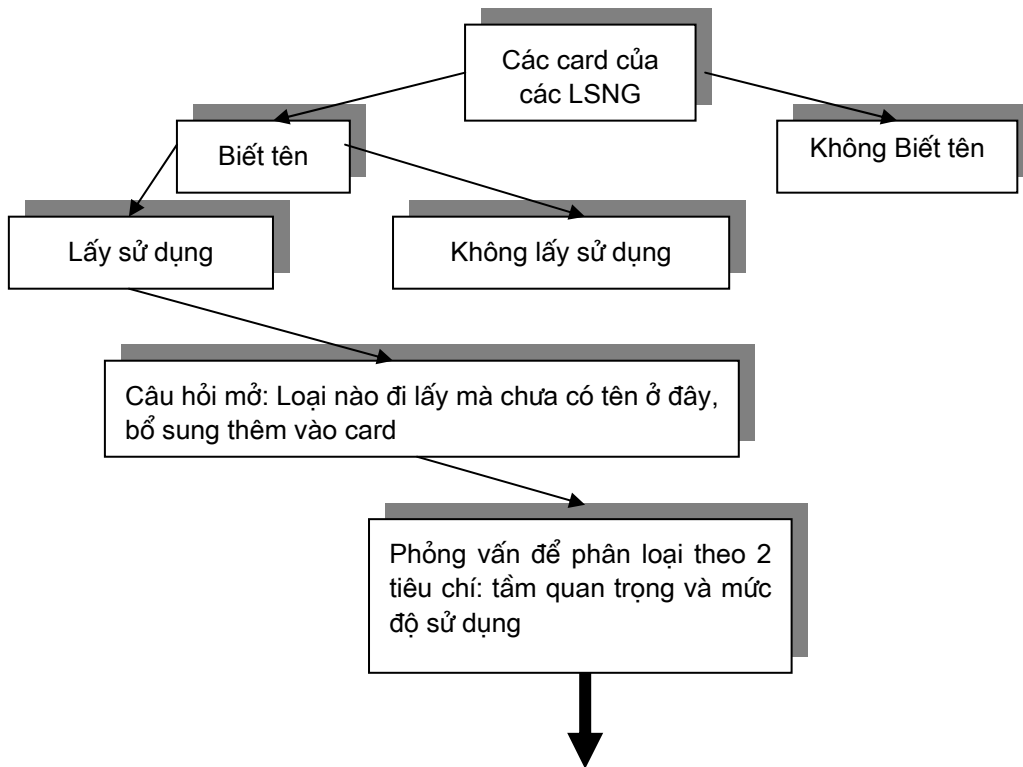 Các card của
các LSNG
Biết tên
Không Biết tên
Lấy sử dụng
Không lấy sử dụng
Câu hỏi mở: Loại nào đi lấy mà chưa có tên ở đây,
bổ sung thêm vào card
Phỏng vấn để phân loại theo 2
tiêu chí: tầm quan trọng và mức
độ sử dụng